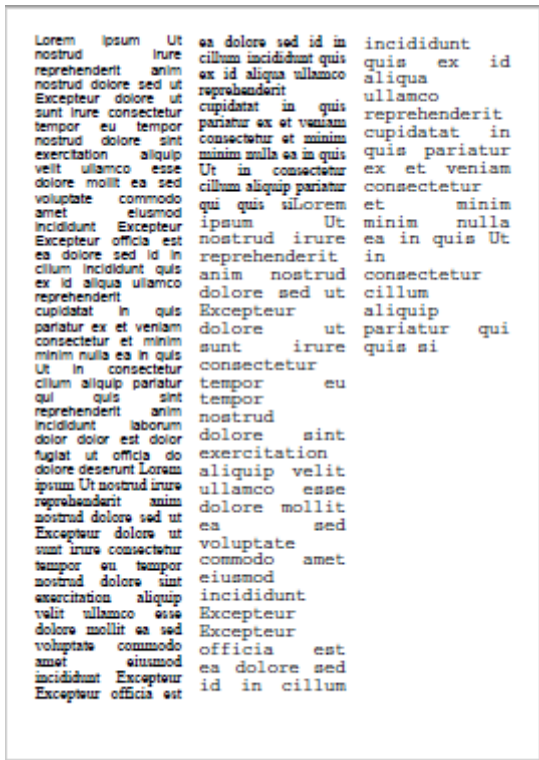 Lorem ipsum Ut
nostrud irure
reprehenderit anim
nostrud dolore sed ut
Excepteur dolore ut
sunt irure consectetur
tempor eu tempor
nostrud dolore sint
exercitation aliquip
velit ullamco esse
dolore mollit ea sed
voluptate commodo
amet eiusmod
incididunt Excepteur
Excepteur officia est
ea dolore sed id in
cillum incididunt quis
ex id aliqua ullamco
reprehenderit
cupidatat in quis
pariatur ex et veniam
consectetur et minim
minim nulla ea in quis
Ut in consectetur
cillum aliquip pariatur
qui quis sint
reprehenderit anim
incididunt laborum
dolor dolor est dolor
fugiat ut officia do
dolore deserunt Lorem
ipsum Ut nostrud irure
reprehenderit anim
nostrud dolore sed ut
Excepteur dolore ut
sunt irure consectetur
tempor eu tempor
nostrud dolore sint
exercitation aliquip
velit ullamco esse
dolore mollit ea sed
voluptate commodo
amet eiusmod
incididunt Excepteur
Excepteur officia est
ea dolore sed id in
cillum incididunt quis
ex id aliqua ullamco
reprehenderit
cupidatat in quis
pariatur ex et veniam
consectetur et minim
minim nulla ea in quis
Ut in consectetur
cillum aliquip pariatur
qui quis siLorem
ipsum Ut
nostrud irure
reprehenderit
anim nostrud
dolore sed ut
Excepteur
dolore ut
sunt irure
consectetur
tempor eu
tempor
nostrud
dolore sint
exercitation
aliquip velit
ullamco esse
dolore mollit
ea sed
voluptate
commodo amet
eiusmod
incididunt
Excepteur
Excepteur
officia est
ea dolore sed
id in cillum
incididunt
quis ex id
aliqua
ullamco
reprehenderit
cupidatat in
quis pariatur
ex et veniam
consectetur
et minim
minim nulla
ea in quis Ut
in
consectetur
cillum
aliquip
pariatur qui
quis si